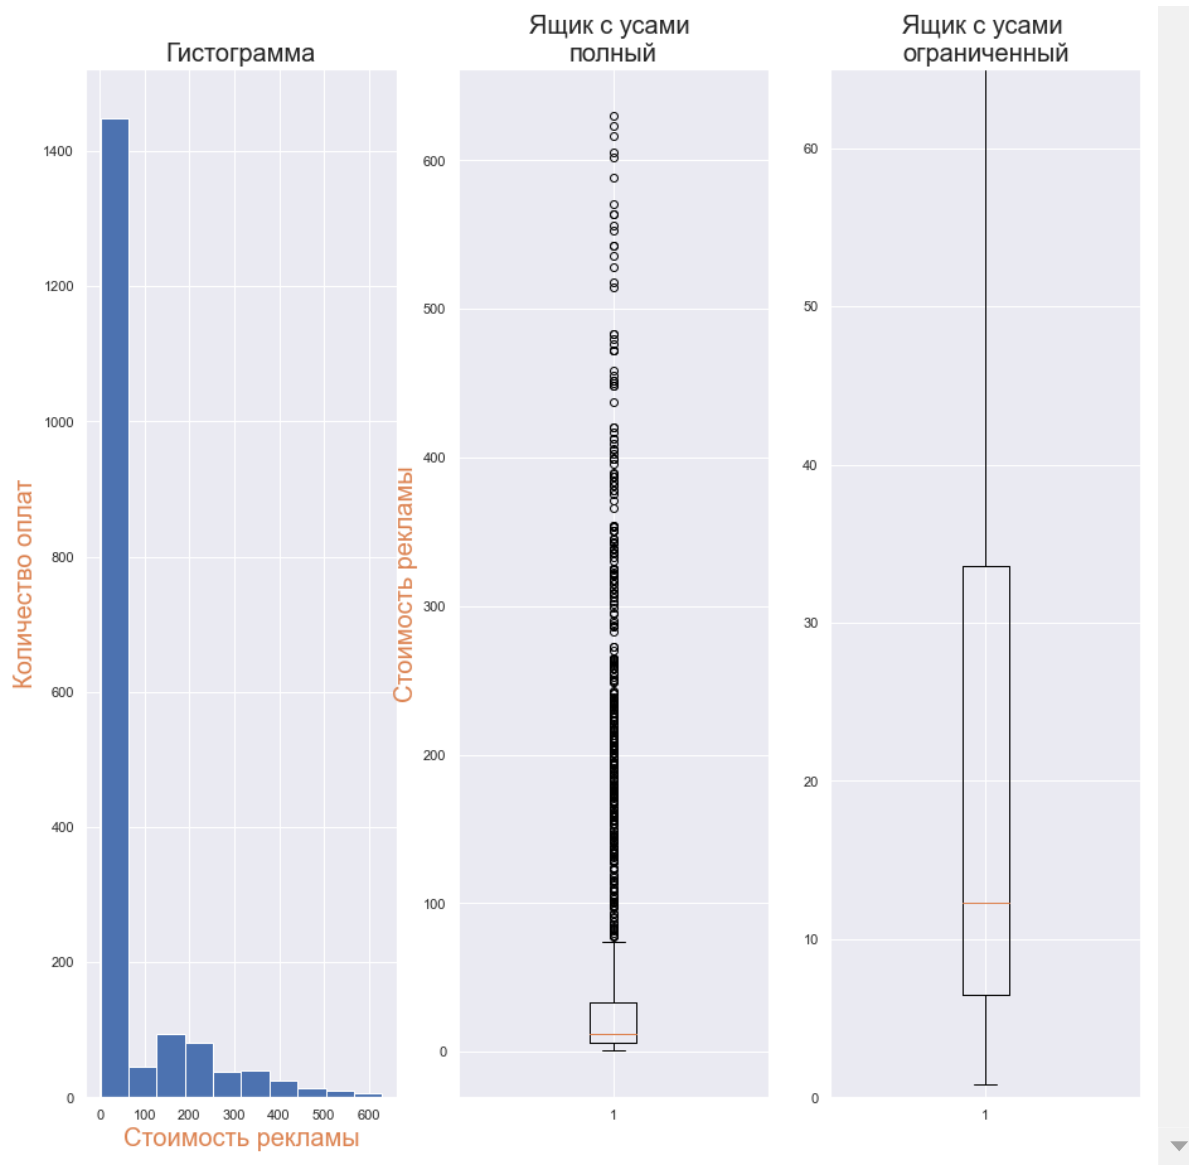 Гистограмма
Ящик с усами
полный
Ящик с усами
ограниченный
Количество оплат
1400
1200
1000
800
600
400
200
0
0 100 200 300 400 500 600
Стоимость рекламы
Стоимость рекламы
600
500
400
300
200
100
0
1
60
50
40
30
20
10
0
1